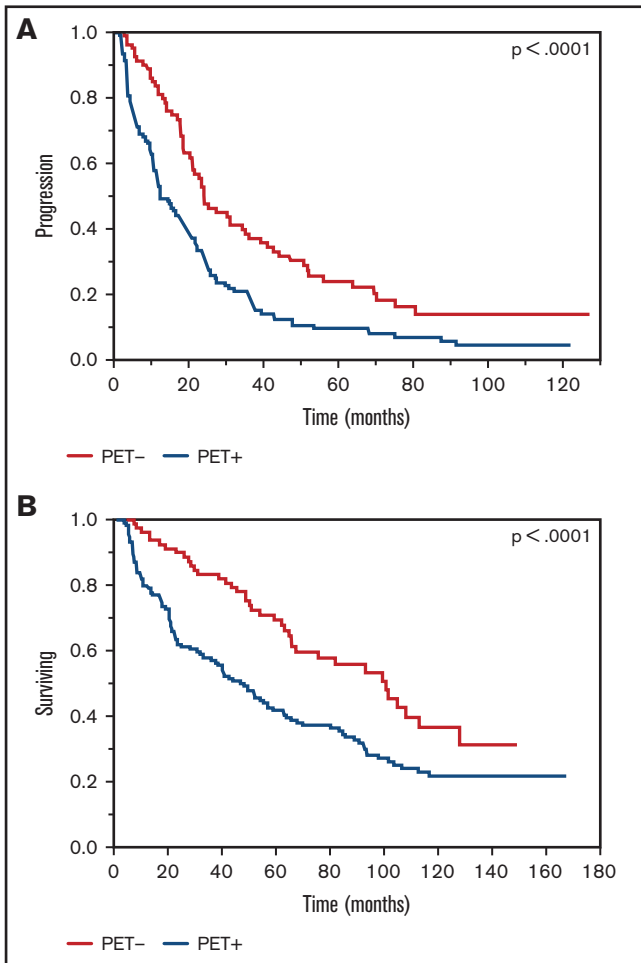 A
p < .0001
Progression
1.0
0.8
0.6
0.4
0.2
0.0
0 20 40 60 80 100 120
Time (months)
PET– PET+
B
p < .0001
Surviving
1.0
0.8
0.6
0.4
0.2
0.0
0 20 40 60 80 100 120 140 160 180
Time (months)
PET– PET+